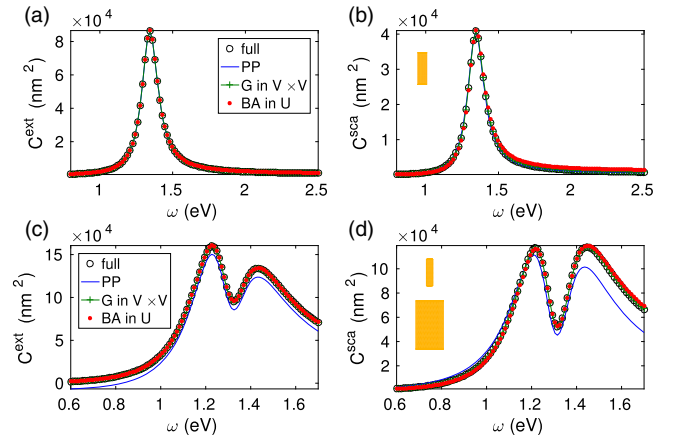 (a)
×10 4
8
6
4
2
C ext (nm 2)
full
PP
G in V ×V
BA in U
1
1.5
2
2.5
ω (eV)
(b)
×10 4
4
3
2
1
C sca (nm 2)
1
1.5
2
2.5
ω (eV)
(c)
×10 4
15
10
5
0
C ext (nm 2)
full
PP
G in V ×V
BA in U
0.6
0.8
1
1.2
1.4
1.6
ω (eV)
(d)
×10 4
10
8
6
4
2
C sca (nm 2)
0.6
0.8
1
1.2
1.4
1.6
ω (eV)